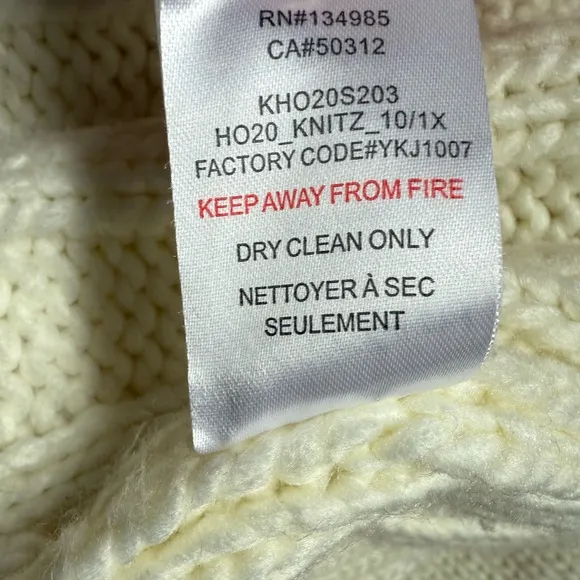 RN#134985
CA#50312
KHO20S203
HO20_KNITZ_10/1X
FACTORY CODE#YKJ1007
KEEP AWAY FROM FIRE
DRY CLEAN ONLY
NETTOYER À SEC
SEULEMENT